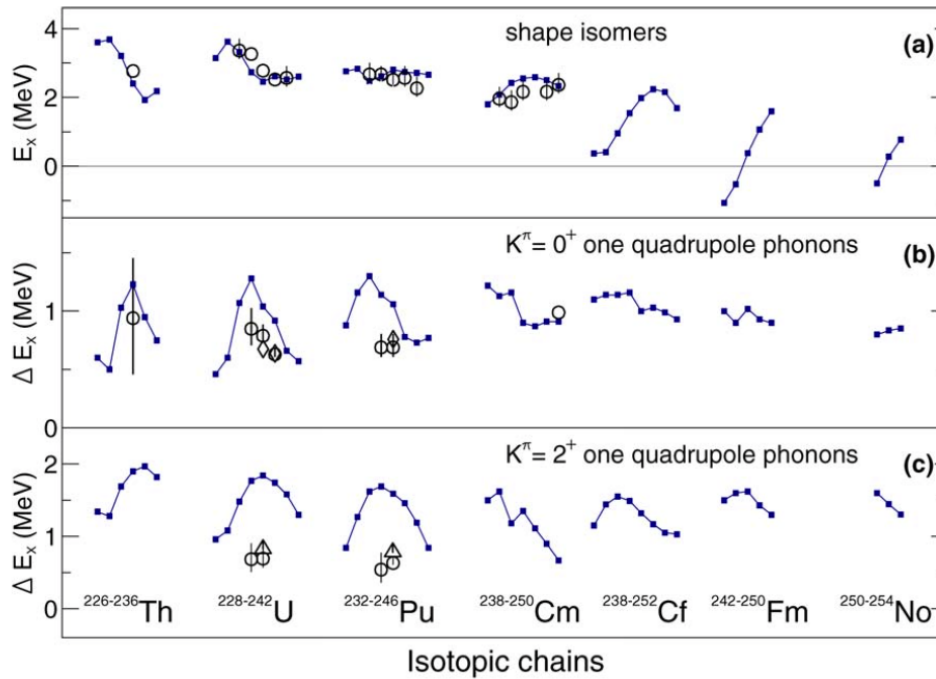 4
2
0
E_x (MeV)
shape isomers
(a)
1
0
Δ E_x (MeV)
K^π = 0^+ one quadrupole phonons
(b)
2
1
0
Δ E_x (MeV)
K^π = 2^+ one quadrupole phonons
(c)
^226-236Th ^228-242U ^232-246Pu ^238-250Cm ^238-252Cf ^242-250Fm ^250-254No
Isotopic chains